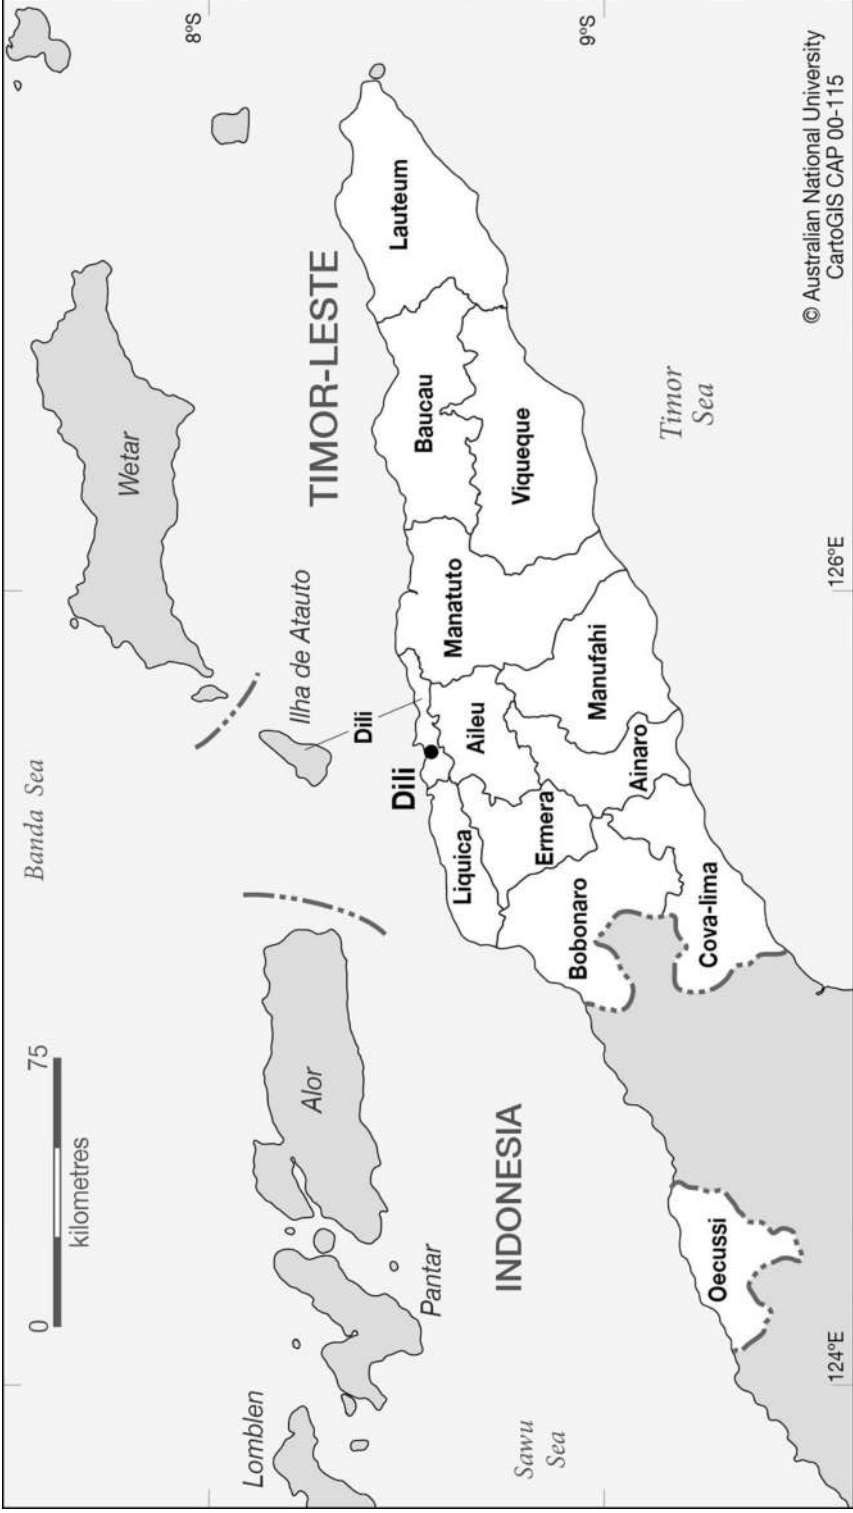 8°S
9°S
124°E
126°E
0
75
kilometres
Banda Sea
Wetar
Lomblen
Pantar
Alor
Ilha de Atauto
TIMOR-LESTE
INDONESIA
Dili
Dili
Liquica
Aileu
Manatuto
Baucau
Lauteum
Ermera
Viqueque
Bobonaro
Ainaro
Manufahi
Cova-lima
Oecussi
Sawu
Sea
Timor
Sea
© Australian National University
CartoGIS CAP 00-115